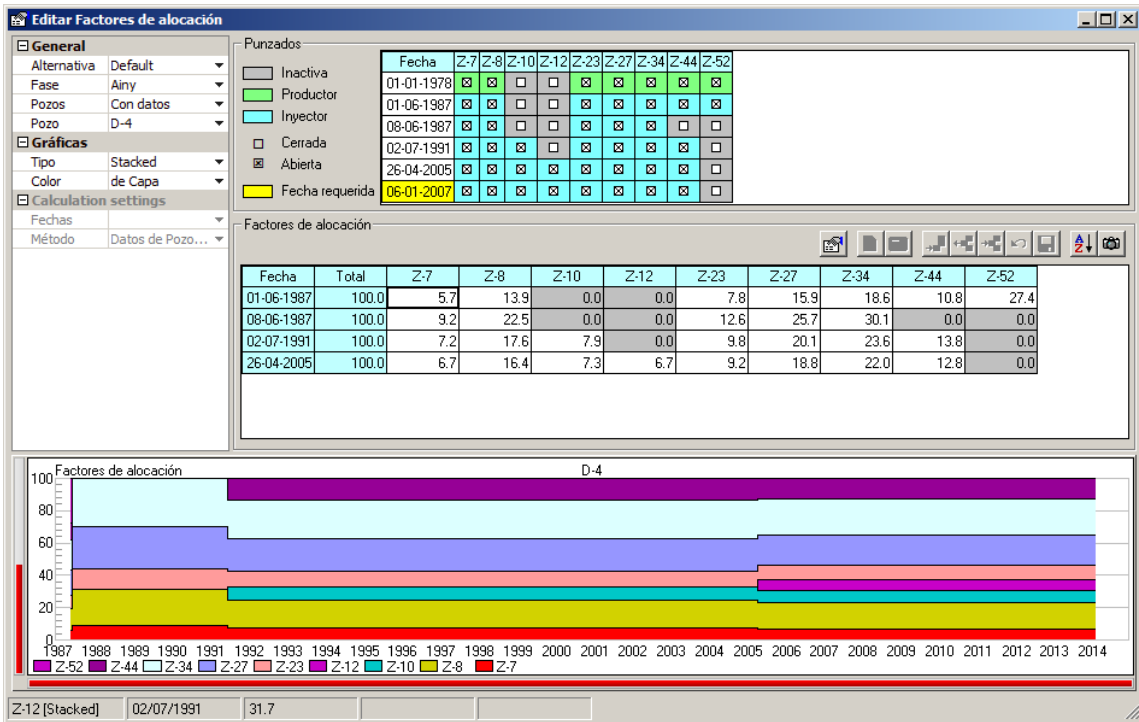 Editar Factores de alocación
General
Alternativa Default
Fase Ainy
Pozos Con datos
Pozo D-4
Gráficas
Tipo Stacked
Color de Capa
Calculation settings
Fechas
Método Datos de Pozo...
Punzados
Inactiva
Productor
Inyector
Cerrada
Abierta
Fecha requerida
Fecha Z-7 Z-8 Z-10 Z-12 Z-23 Z-27 Z-34 Z-44 Z-52
01-01-1978
01-06-1987
08-06-1987
02-07-1991
26-04-2005
06-01-2007
Factores de alocación
Fecha Total Z-7 Z-8 Z-10 Z-12 Z-23 Z-27 Z-34 Z-44 Z-52
01-06-1987 100.0 5.7 13.9 0.0 0.0 7.8 15.9 18.6 10.8 27.4
08-06-1987 100.0 9.2 22.5 0.0 0.0 12.6 25.7 30.1 0.0 0.0
02-07-1991 100.0 7.2 17.6 7.9 0.0 9.8 20.1 23.6 13.8 0.0
26-04-2005 100.0 6.7 16.4 7.3 6.7 9.2 18.8 22.0 12.8 0.0
Factores de alocación D-4
100
80
60
40
20
0
1987 1988 1989 1990 1991 1992 1993 1994 1995 1996 1997 1998 1999 2000 2001 2002 2003 2004 2005 2006 2007 2008 2009 2010 2011 2012 2013 2014
Z-52 Z-44 Z-34 Z-27 Z-23 Z-12 Z-10 Z-8 Z-7
Z-12 [Stacked] 02/07/1991 31.7